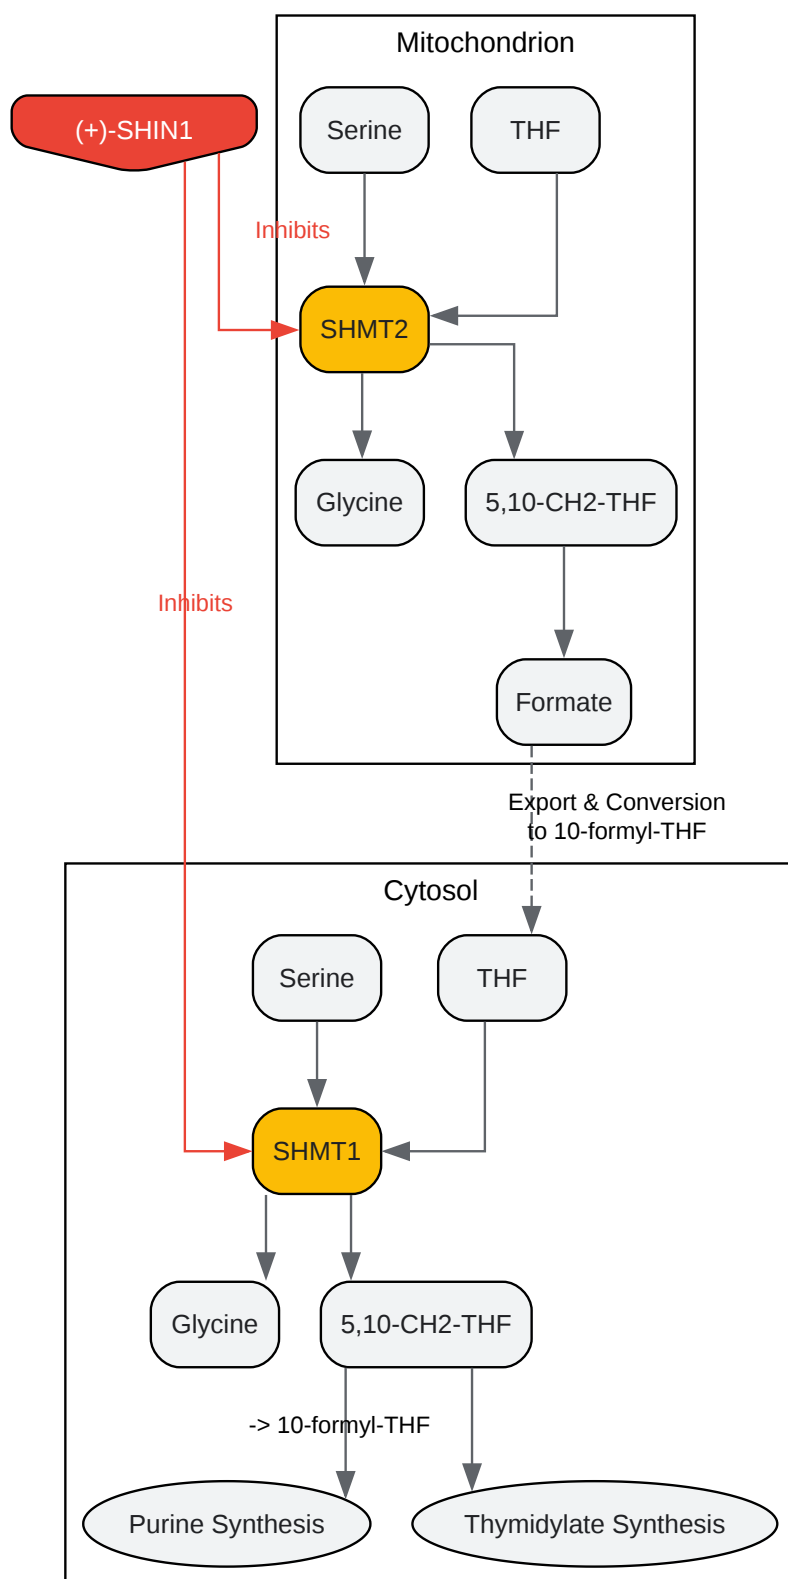 Mitochondrion
(+)-SHIN1
Serine
THF
Inhibits
SHMT2
Glycine
5,10-CH2-THF
Inhibits
Formate
Export & Conversion
to 10-formyl-THF
Cytosol
Serine
THF
SHMT1
Glycine
5,10-CH2-THF
-> 10-formyl-THF
Purine Synthesis
Thymidylate Synthesis